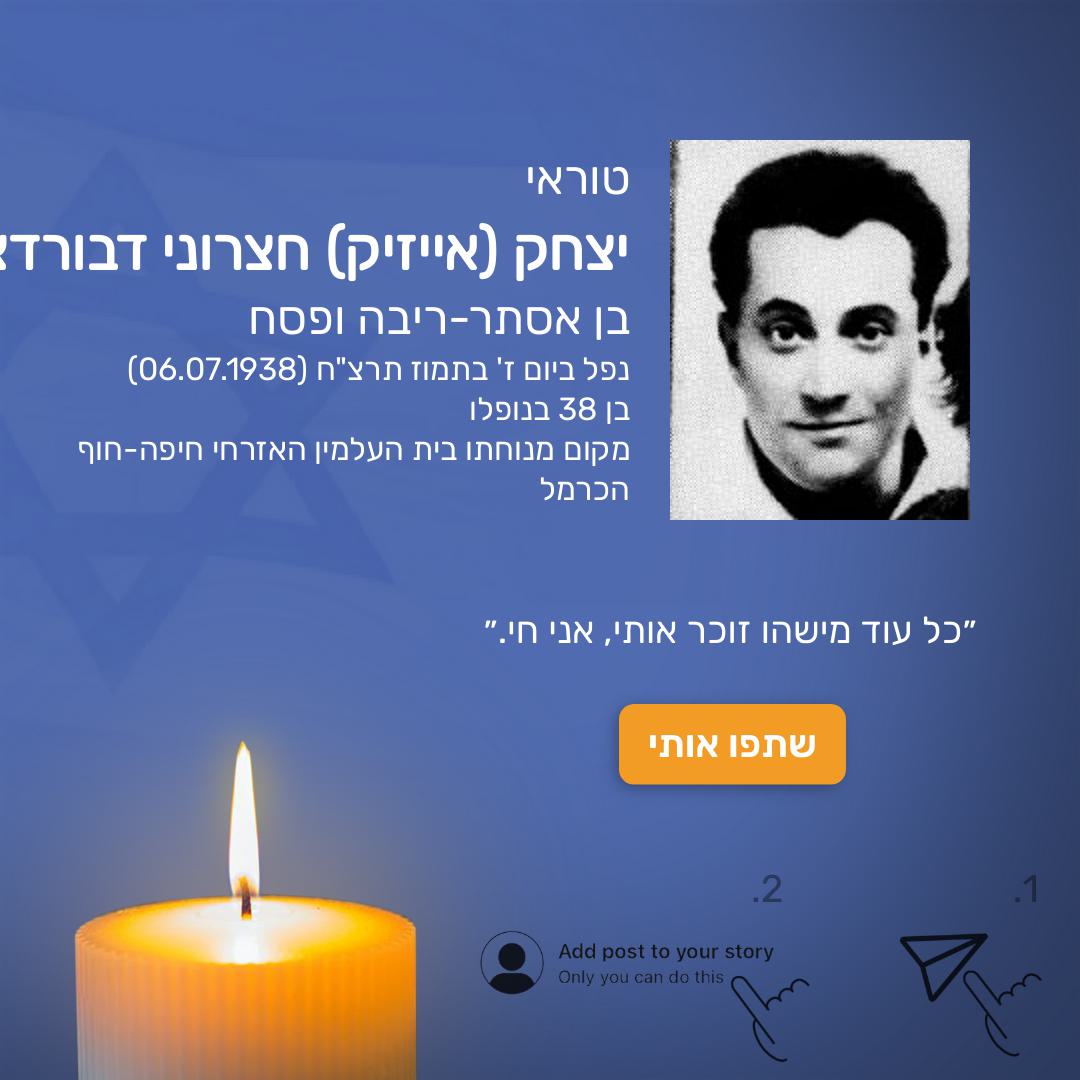 טוראי
יצחק (אייזיק) חצרוני דבורדצ
בן אסתר-ריבה ופסח
נפל ביום ז' בתמוז תרצ"ח (06.07.1938)
בן 38 בנופלו
מקום מנוחתו בית העלמין האזרחי חיפה-חוף
הכרמל
״כל עוד מישהו זוכר אותי, אני חי.״
שתפו אותי
1.
2.
Add post to your story
Only you can do this